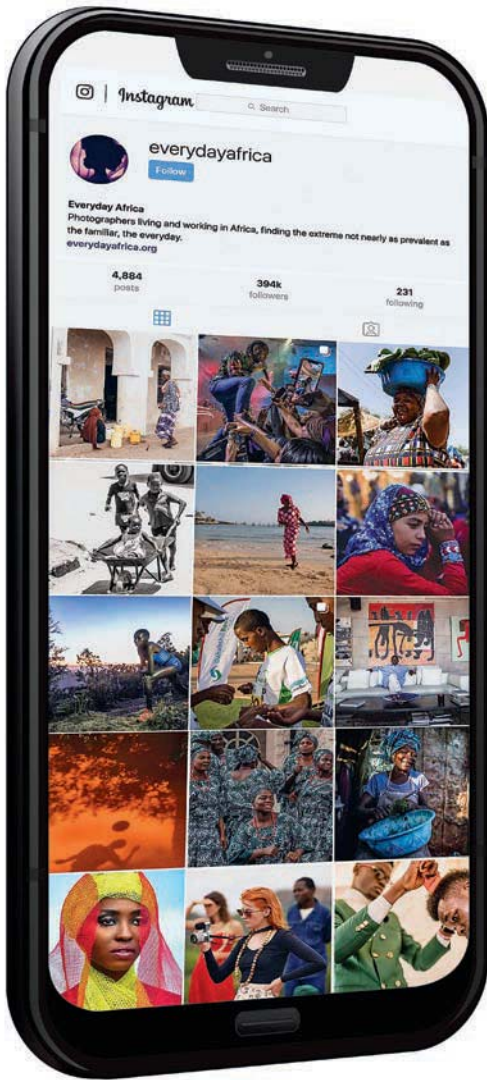 Instagram
Search
everydayafrica
Follow
Everyday Africa
Photographers living and working in Africa, finding the extreme not nearly as prevalent as
the familiar, the everyday.
everydayafrica.org
4,884 394k 231
posts followers following